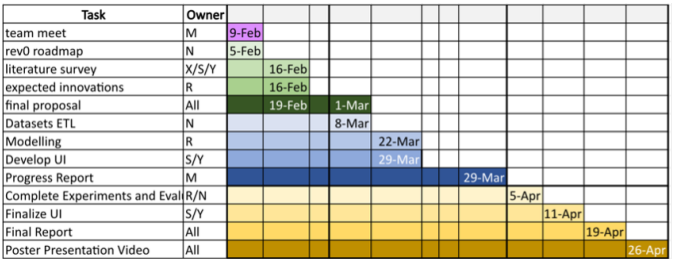 Task Owner
team meet M 9-Feb
rev0 roadmap N 5-Feb
literature survey X/S/Y 16-Feb
expected innovations R 16-Feb
final proposal All 19-Feb 1-Mar
Datasets ETL N 8-Mar
Modelling R 22-Mar
Develop UI S/Y 29-Mar
Progress Report M 29-Mar
Complete Experiments and Eval R/N 5-Apr
Finalize UI S/Y 11-Apr
Final Report All 19-Apr
Poster Presentation Video All 26-Apr